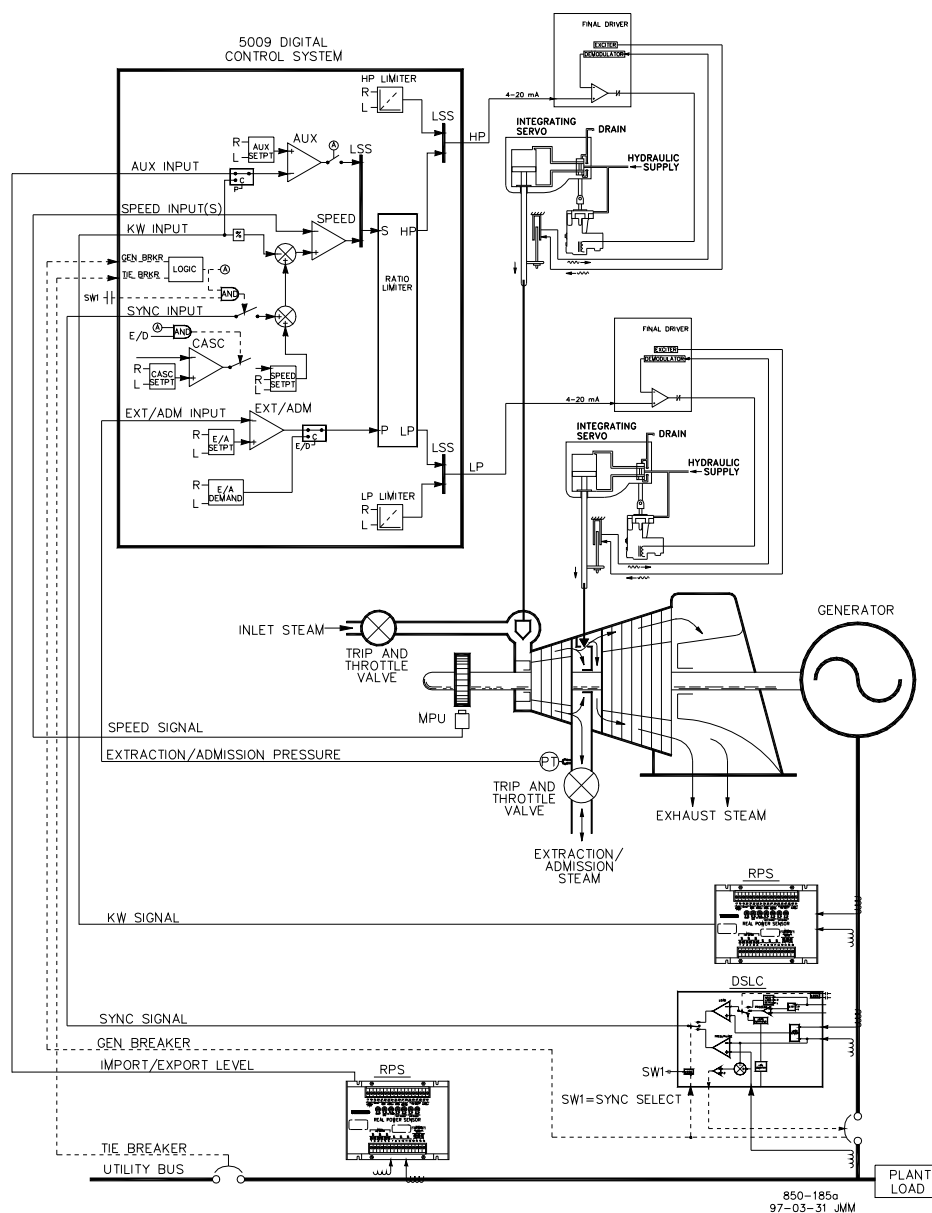 5009 DIGITAL
CONTROL SYSTEM
FINAL DRIVER
EXCITER
DEMODULATOR
4-20 mA
HP LIMITER
R
L
LSS
HP
INTEGRATING
SERVO
DRAIN
HYDRAULIC
SUPPLY
AUX INPUT
R
L
AUX
SETPT
AUX
A
LSS
C
P
SPEED INPUT(S)
KW INPUT
%
SPEED
S HP
GEN BRKR
TIE BRKR
LOGIC
A
SW1
AND
RATIO
LIMITER
SYNC INPUT
A
E/D
AND
CASC
R
L
CASC
SETPT
R
L
SPEED
SETPT
FINAL DRIVER
EXCITER
DEMODULATOR
4-20 mA
EXT/ADM INPUT
EXT/ADM
R
L
E/A
SETPT
C
E/D
P LP
LSS
LP
R
L
E/A
DEMAND
LP LIMITER
R
L
INTEGRATING
SERVO
DRAIN
HYDRAULIC
SUPPLY
INLET STEAM
TRIP AND
THROTTLE
VALVE
GENERATOR
MPU
SPEED SIGNAL
EXTRACTION/ADMISSION PRESSURE
PT
TRIP AND
THROTTLE
VALVE
EXHAUST STEAM
EXTRACTION/
ADMISSION
STEAM
RPS
KW SIGNAL
REAL POWER SENSOR
DSLC
SYNC SIGNAL
GEN BREAKER
IMPORT/EXPORT LEVEL
RPS
SW1
SW1=SYNC SELECT
REAL POWER SENSOR
TIE BREAKER
UTILITY BUS
PLANT
LOAD
850-185a
97-03-31 JMM